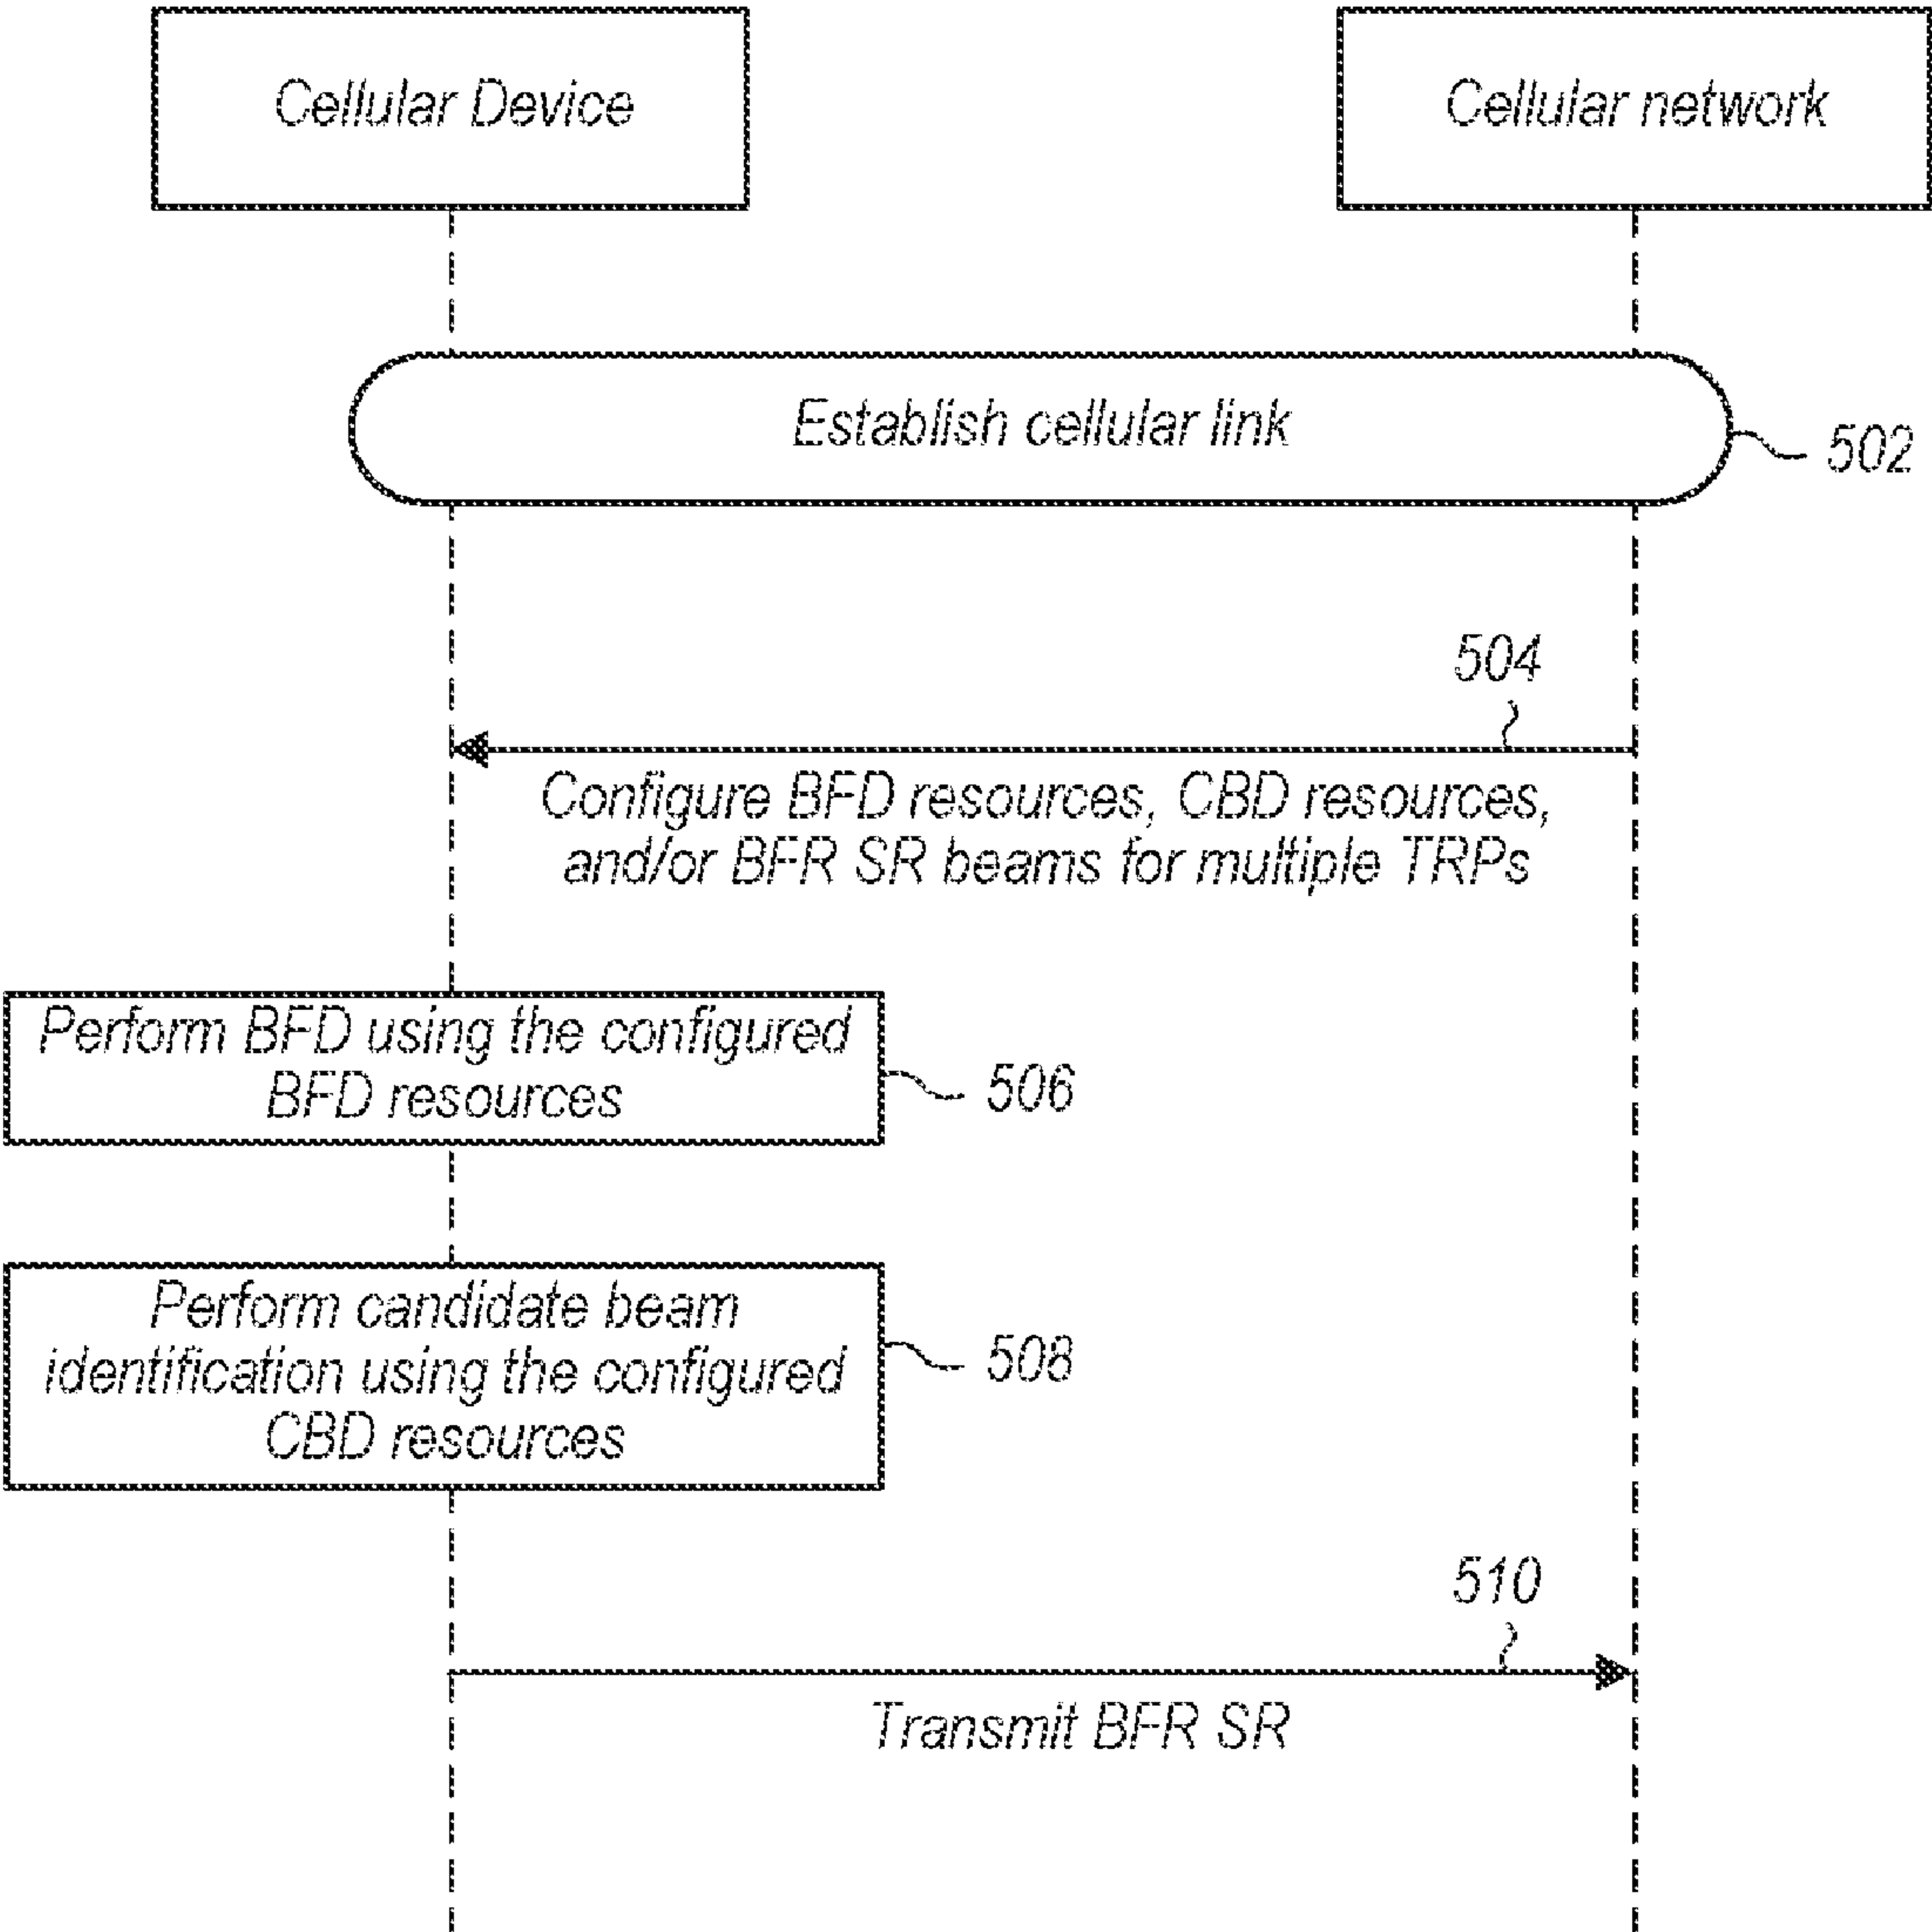 Cellular Device
Cellular network
Establish cellular link
502
504
Configure BFD resources, CBD resources,
and/or BFR SR beams for multiple TRPs
Perform BFD using the configured
BFD resources
506
Perform candidate beam
identification using the configured
CBD resources
508
510
Transmit BFR SR